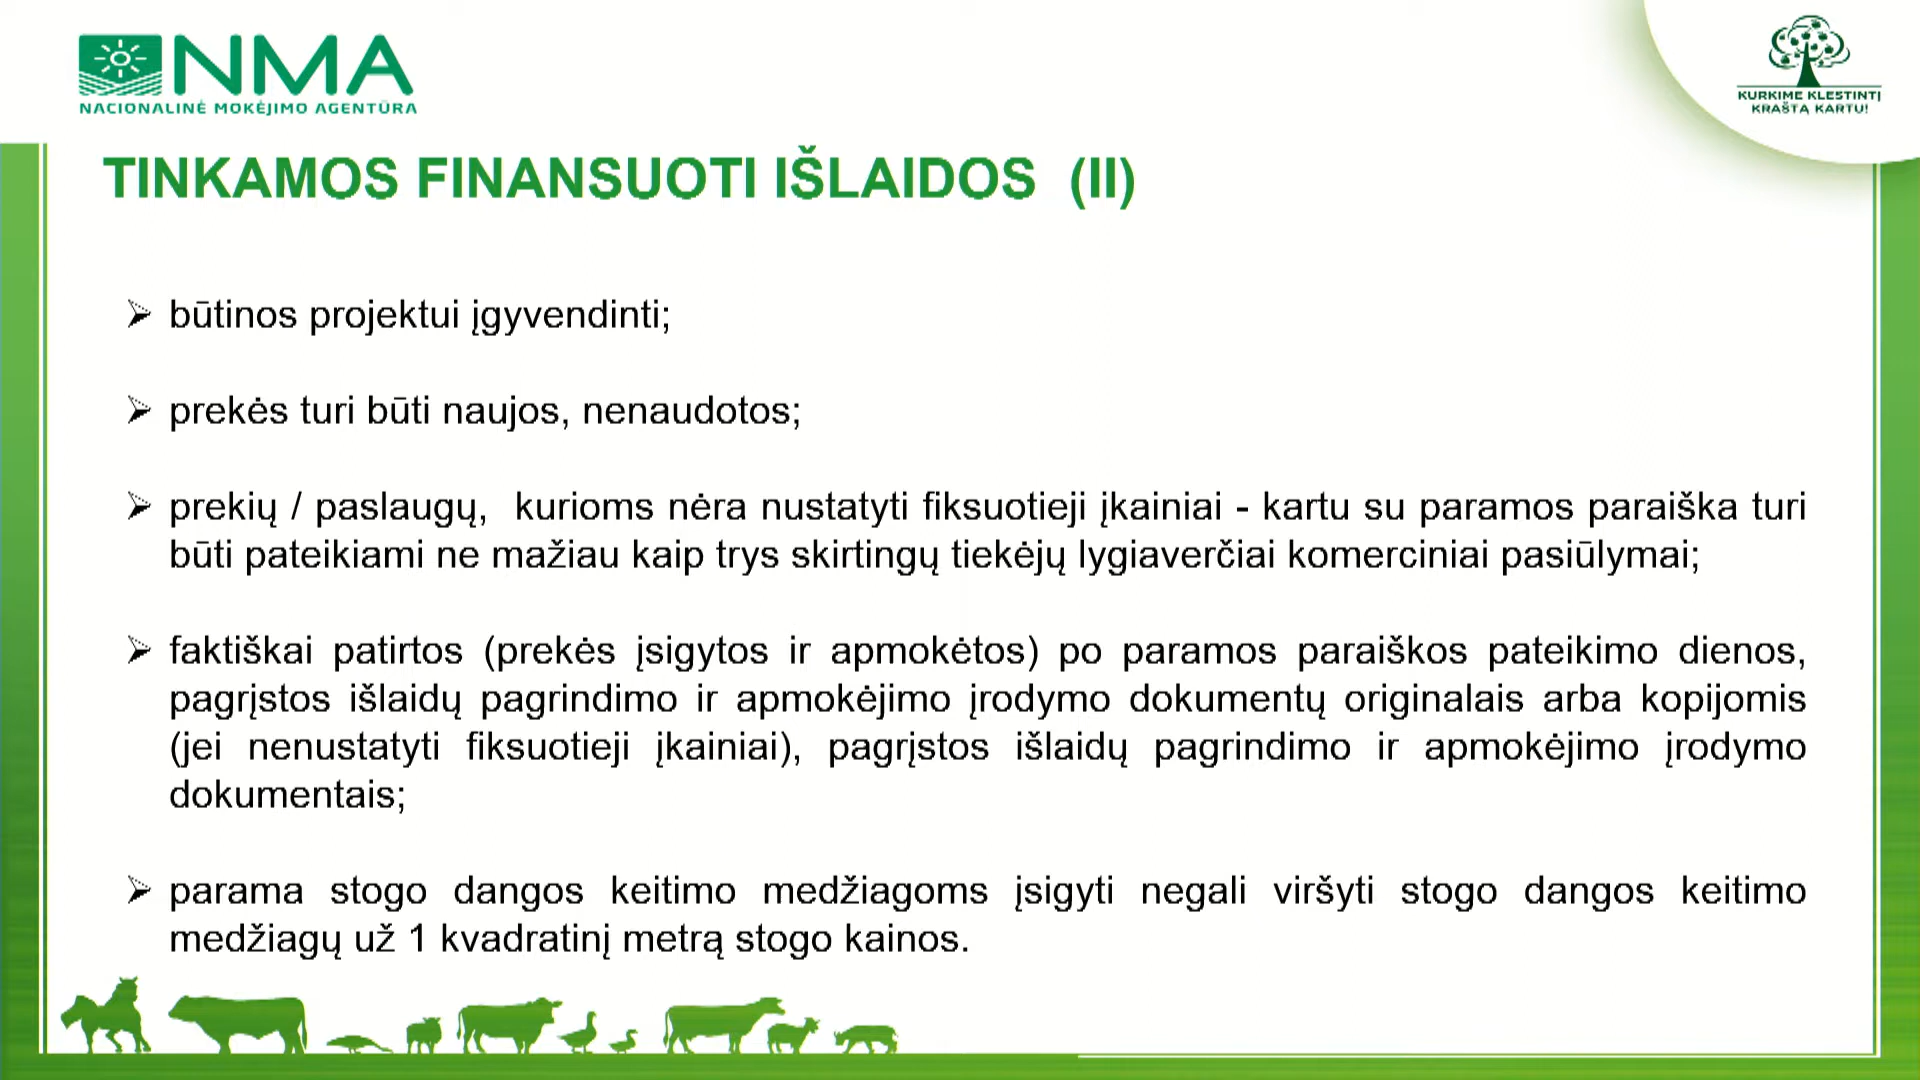 NMA
NACIONALINĖ MOKĖJIMO AGENTŪRA
KURKIME KLESTINTĮ
KRAŠTĄ KARTU!
TINKAMOS FINANSUOTI IŠLAIDOS (II)
būtinos projektui įgyvendinti;
prekės turi būti naujos, nenaudotos;
prekių / paslaugų, kurioms nėra nustatyti fiksuotieji įkainiai - kartu su paramos paraiška turi
būti pateikiami ne mažiau kaip trys skirtingų tiekėjų lygiaverčiai komerciniai pasiūlymai;
faktiškai patirtos (prekės įsigytos ir apmokėtos) po paramos paraiškos pateikimo dienos,
pagrįstos išlaidų pagrindimo ir apmokėjimo įrodymo dokumentų originalais arba kopijomis
(jei nenustatyti fiksuotieji įkainiai), pagrįstos išlaidų pagrindimo ir apmokėjimo įrodymo
dokumentais;
parama stogo dangos keitimo medžiagoms įsigyti negali viršyti stogo dangos keitimo
medžiagų už 1 kvadratinį metrą stogo kainos.